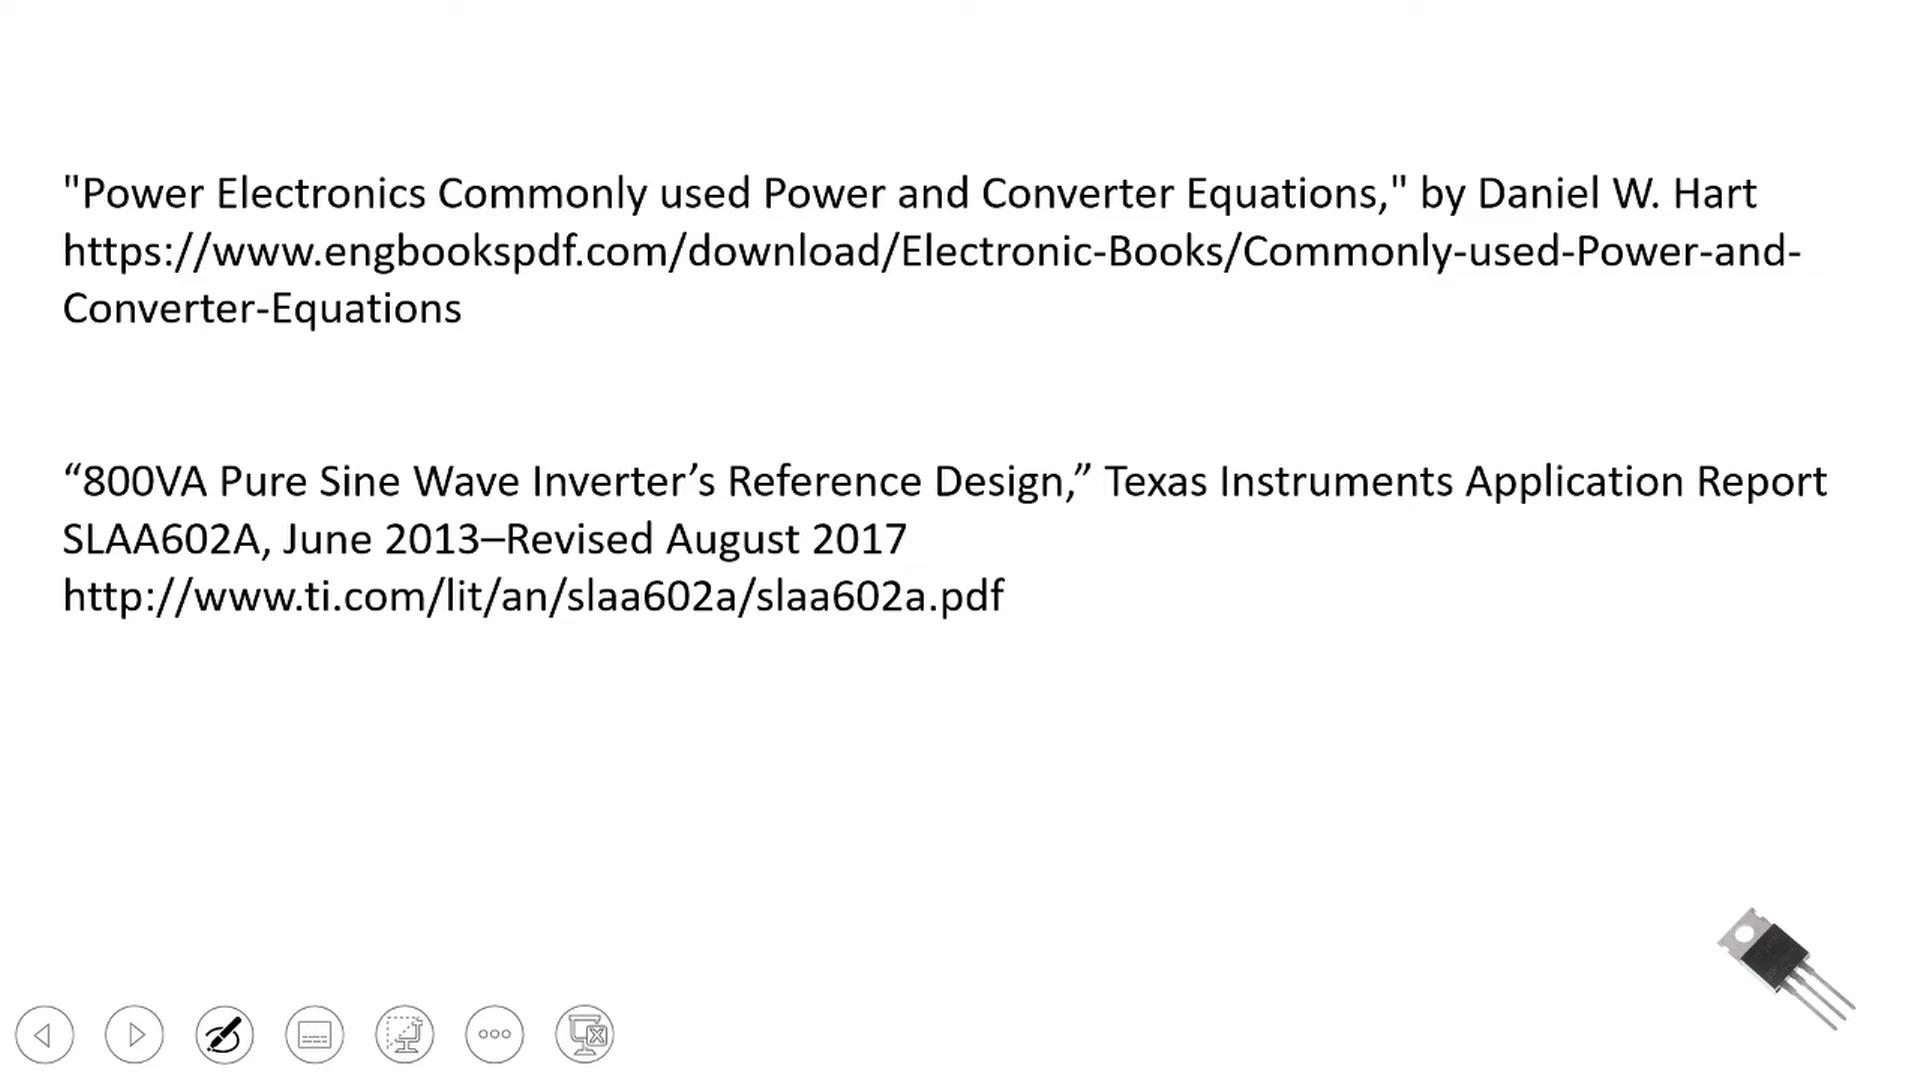 "Power Electronics Commonly used Power and Converter Equations," by Daniel W. Hart
https://www.engbookspdf.com/download/Electronic-Books/Commonly-used-Power-and-
Converter-Equations
“800VA Pure Sine Wave Inverter’s Reference Design,” Texas Instruments Application Report
SLAA602A, June 2013–Revised August 2017
http://www.ti.com/lit/an/slaa602a/slaa602a.pdf